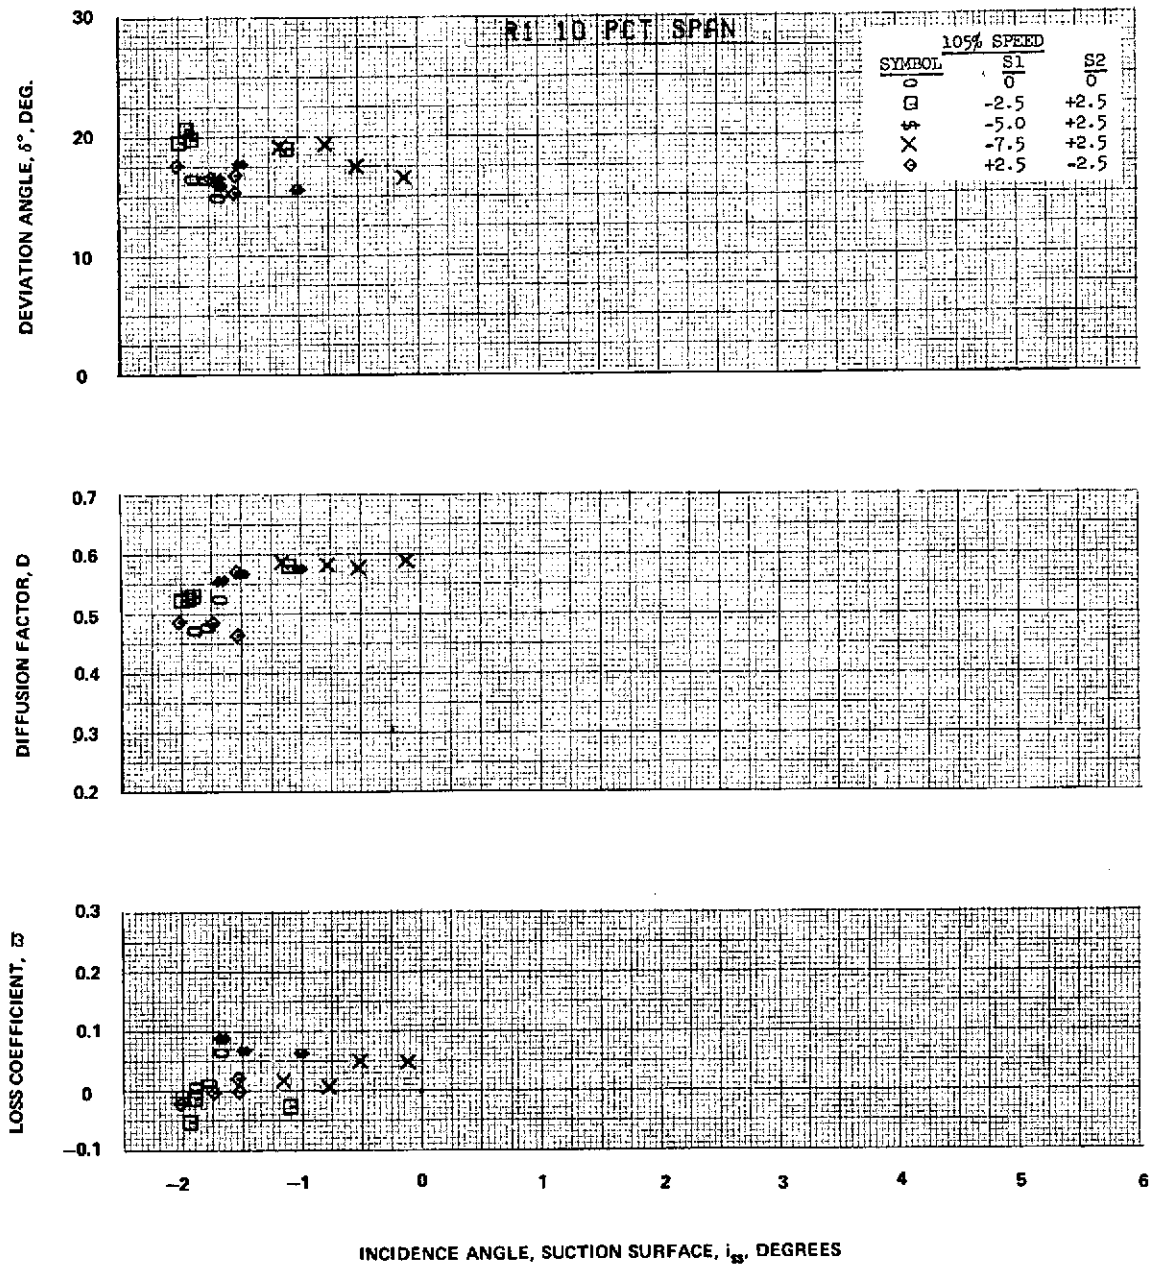 R1 10 PCT SPAN
105% SPEED
SYMBOL S1 S2
0 0
-2.5 +2.5
-5.0 +2.5
-7.5 +2.5
+2.5 -2.5
DEVIATION ANGLE, δ°, DEG.
30
20
10
0
DIFFUSION FACTOR, D
0.7
0.6
0.5
0.4
0.3
0.2
LOSS COEFFICIENT, ϖ
0.3
0.2
0.1
0
−0.1
−2 −1 0 1 2 3 4 5 6
INCIDENCE ANGLE, SUCTION SURFACE, iss, DEGREES